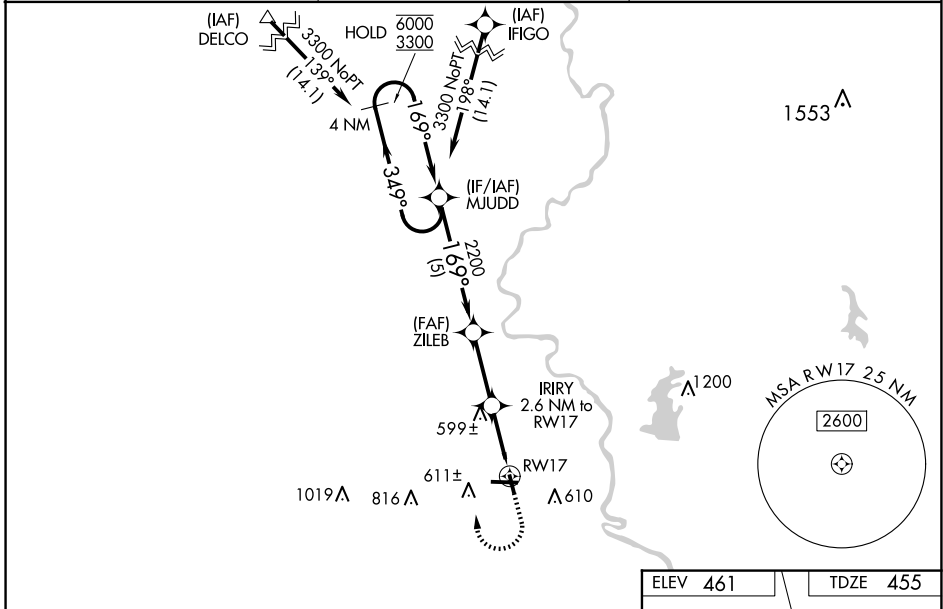 (IAF)
DELCO
3300 NoPT
139°
(14.1)
HOLD
6000
3300
(IAF)
IFIGO
3300 NoPT
198°
(14.1)
1553
4 NM
169°
349°
(IF/IAF)
MJUDD
2200
169°
(5)
(FAF)
ZILEB
IRIRY
2.6 NM to
RW17
599±
1200
MSA RW17 25 NM
2600
RW17
611±
1019
816
610
ELEV 461
TDZE 455